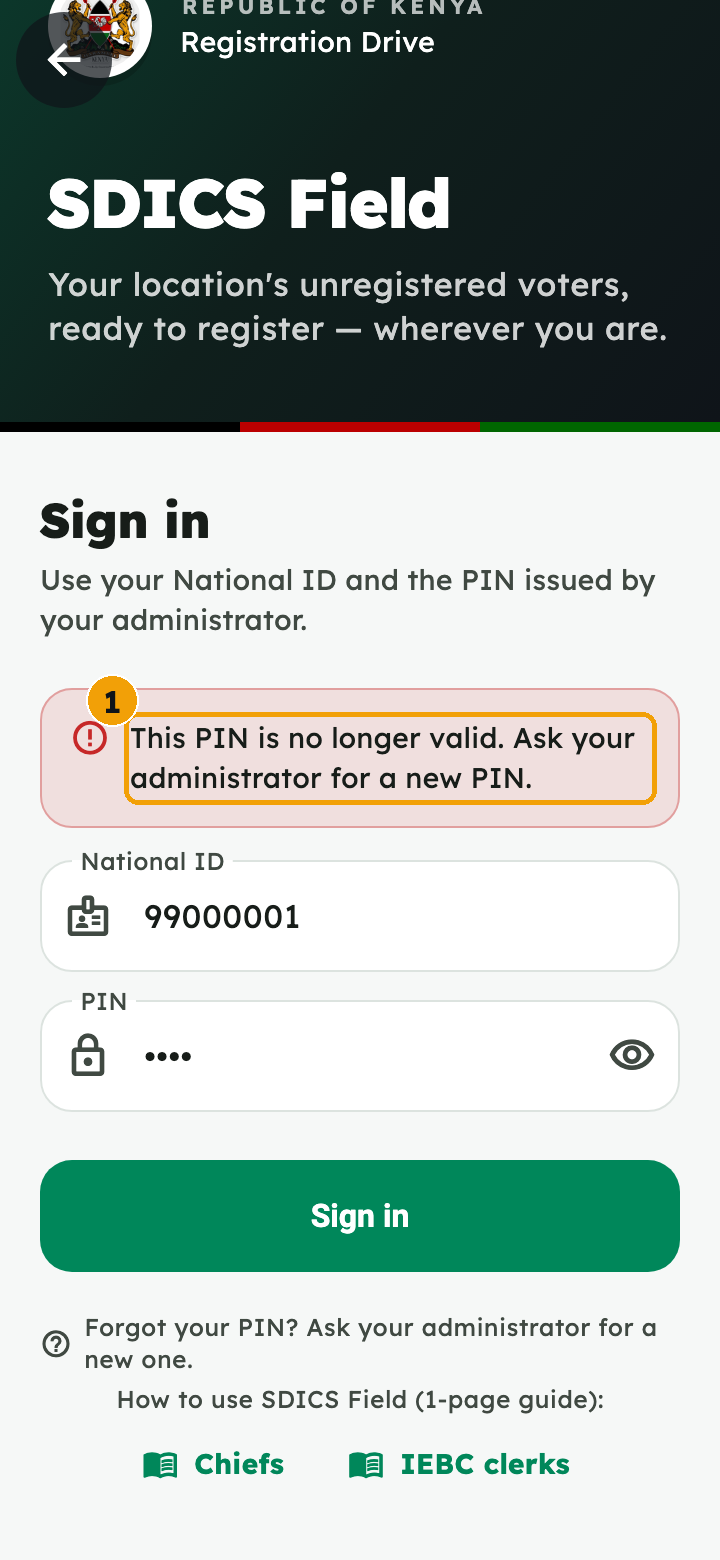 REPUBLIC OF KENYA
Registration Drive
SDICS Field
Your location's unregistered voters,
ready to register — wherever you are.
Sign in
Use your National ID and the PIN issued by
your administrator.
1
This PIN is no longer valid. Ask your
administrator for a new PIN.
National ID
99000001
PIN
••••
Sign in
Forgot your PIN? Ask your administrator for a
new one.
How to use SDICS Field (1-page guide):
Chiefs
IEBC clerks